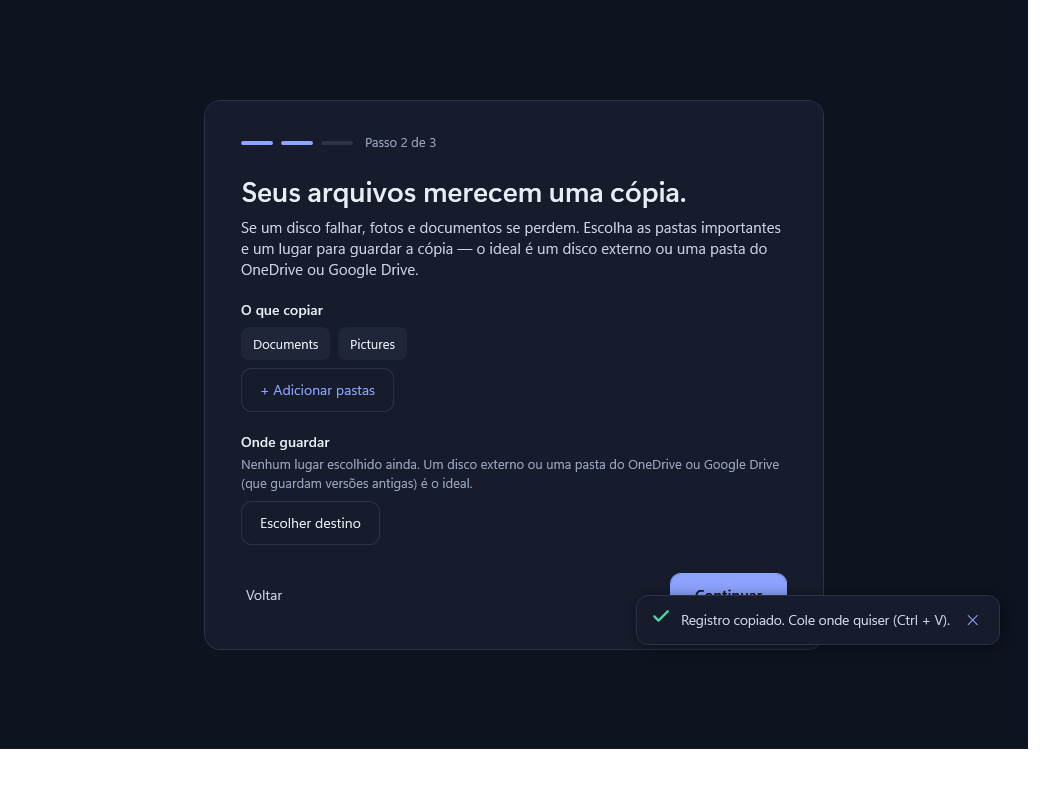 Passo 2 de 3
Seus arquivos merecem uma cópia.
Se um disco falhar, fotos e documentos se perdem. Escolha as pastas importantes
e um lugar para guardar a cópia — o ideal é um disco externo ou uma pasta do
OneDrive ou Google Drive.
O que copiar
Documents Pictures
+ Adicionar pastas
Onde guardar
Nenhum lugar escolhido ainda. Um disco externo ou uma pasta do OneDrive ou Google Drive
(que guardam versões antigas) é o ideal.
Escolher destino
Voltar Continuar
Registro copiado. Cole onde quiser (Ctrl + V).